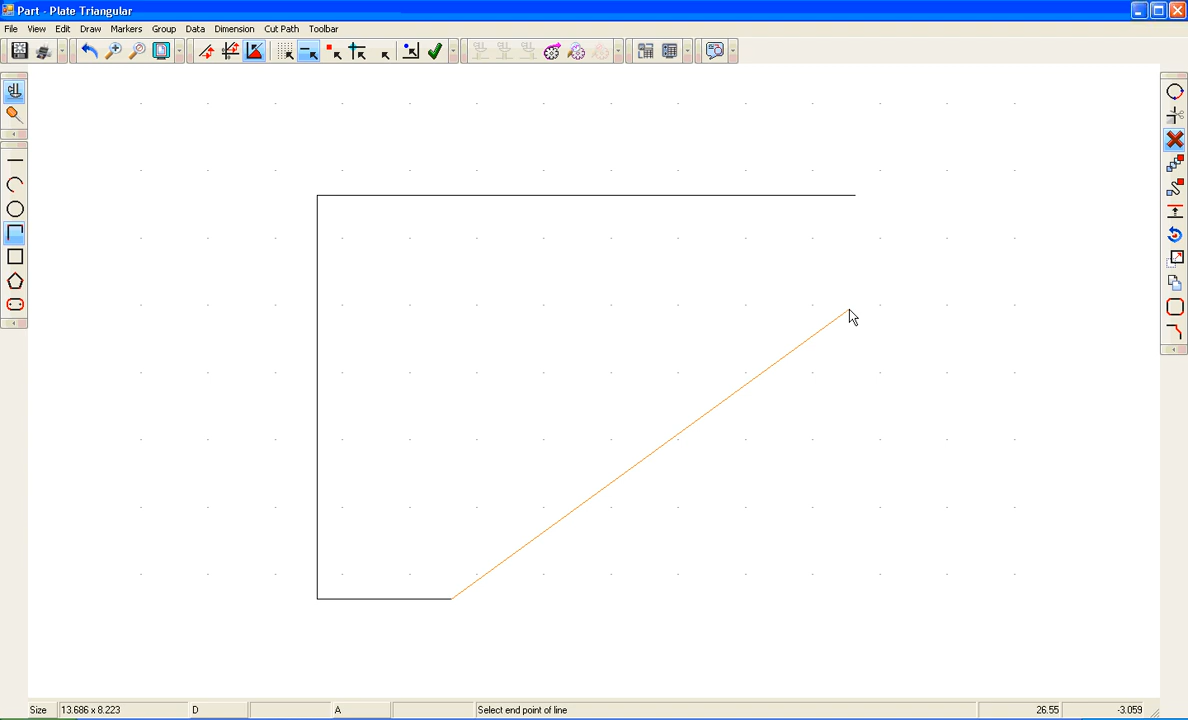 Part - Plate Triangular
File View Edit Draw Markers Group Data Dimension Cut Path Toolbar
Size 13.686 x 8.223 D A Select end point of line 26.55 -3.059